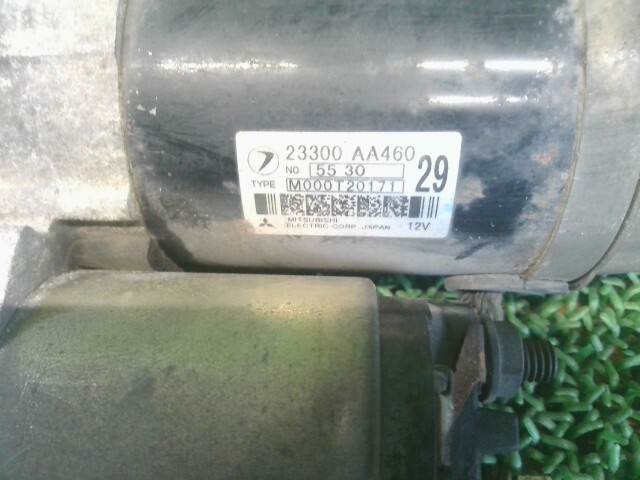 23300 AA460
NO 55 30
TYPE M000T20171
29
MITSUBISHI
ELECTRIC CORP. JAPAN 12V